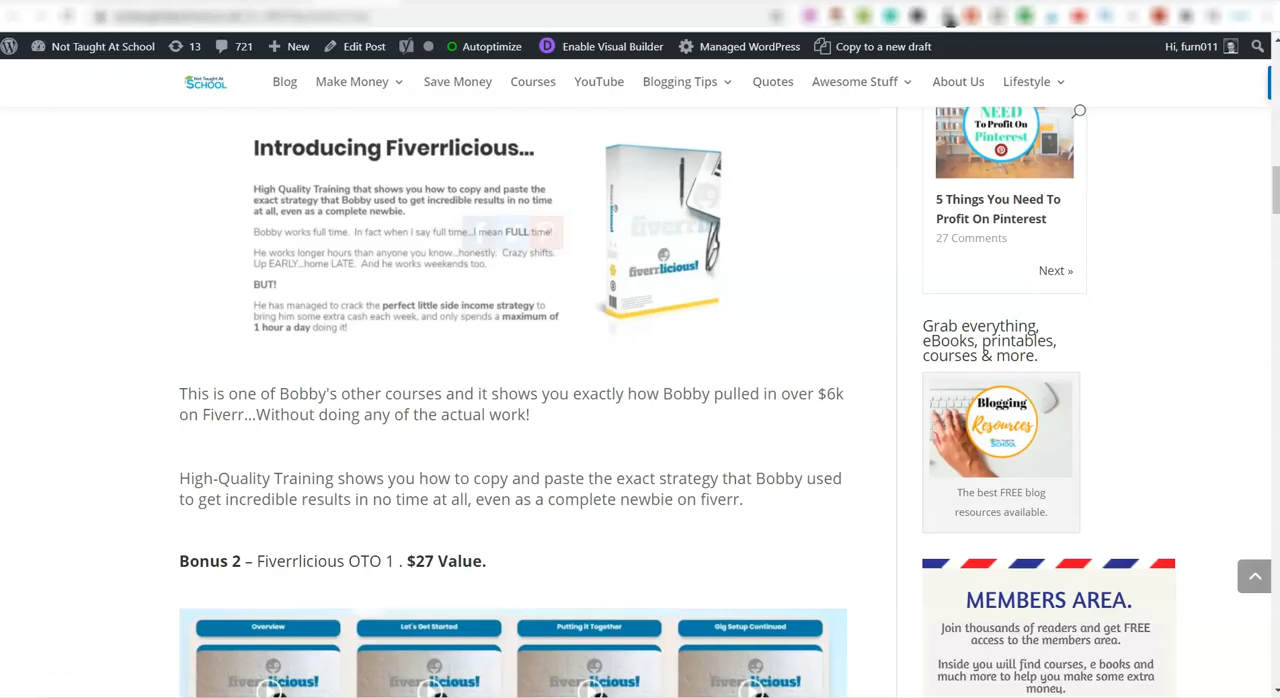 Not Taught At School
13
721
New
Edit Post
Autoptimize
D
Enable Visual Builder
Managed WordPress
Copy to a new draft
Hi, furn011
Not Taught At
SCHOOL
Blog
Make Money
Save Money
Courses
YouTube
Blogging Tips
Quotes
Awesome Stuff
About Us
Lifestyle
Introducing Fiverrlicious...
High Quality Training that shows you how to copy and paste the
exact strategy that Bobby used to get incredible results in no time
at all, even as a complete newbie.
Bobby works full time. In fact when I say full time...I mean FULL time!
He works longer hours than anyone you know...honestly. Crazy shifts.
Up EARLY...home LATE. And he works weekends too.
BUT!
He has managed to crack the perfect little side income strategy to
bring him some extra cash each week, and only spends a maximum of
1 hour a day doing it!
fiverrlicious!
This is one of Bobby's other courses and it shows you exactly how Bobby pulled in over $6k
on Fiverr...Without doing any of the actual work!
High-Quality Training shows you how to copy and paste the exact strategy that Bobby used
to get incredible results in no time at all, even as a complete newbie on fiverr.
Bonus 2 – Fiverrlicious OTO 1 . $27 Value.
Overview
Let's Get Started
Putting it Together
Gig Setup Continued
fiverrlicious!
fiverrlicious!
fiverrlicious!
fiverrlicious!
NEED
To Profit On
Pinterest
5 Things You Need To
Profit On Pinterest
27 Comments
Next »
Grab everything,
eBooks, printables,
courses & more.
Blogging
Resources
SCHOOL
The best FREE blog
resources available.
MEMBERS AREA.
Join thousands of readers and get FREE
access to the members area.
Inside you will find courses, e books and
much more to help you make some extra
money.